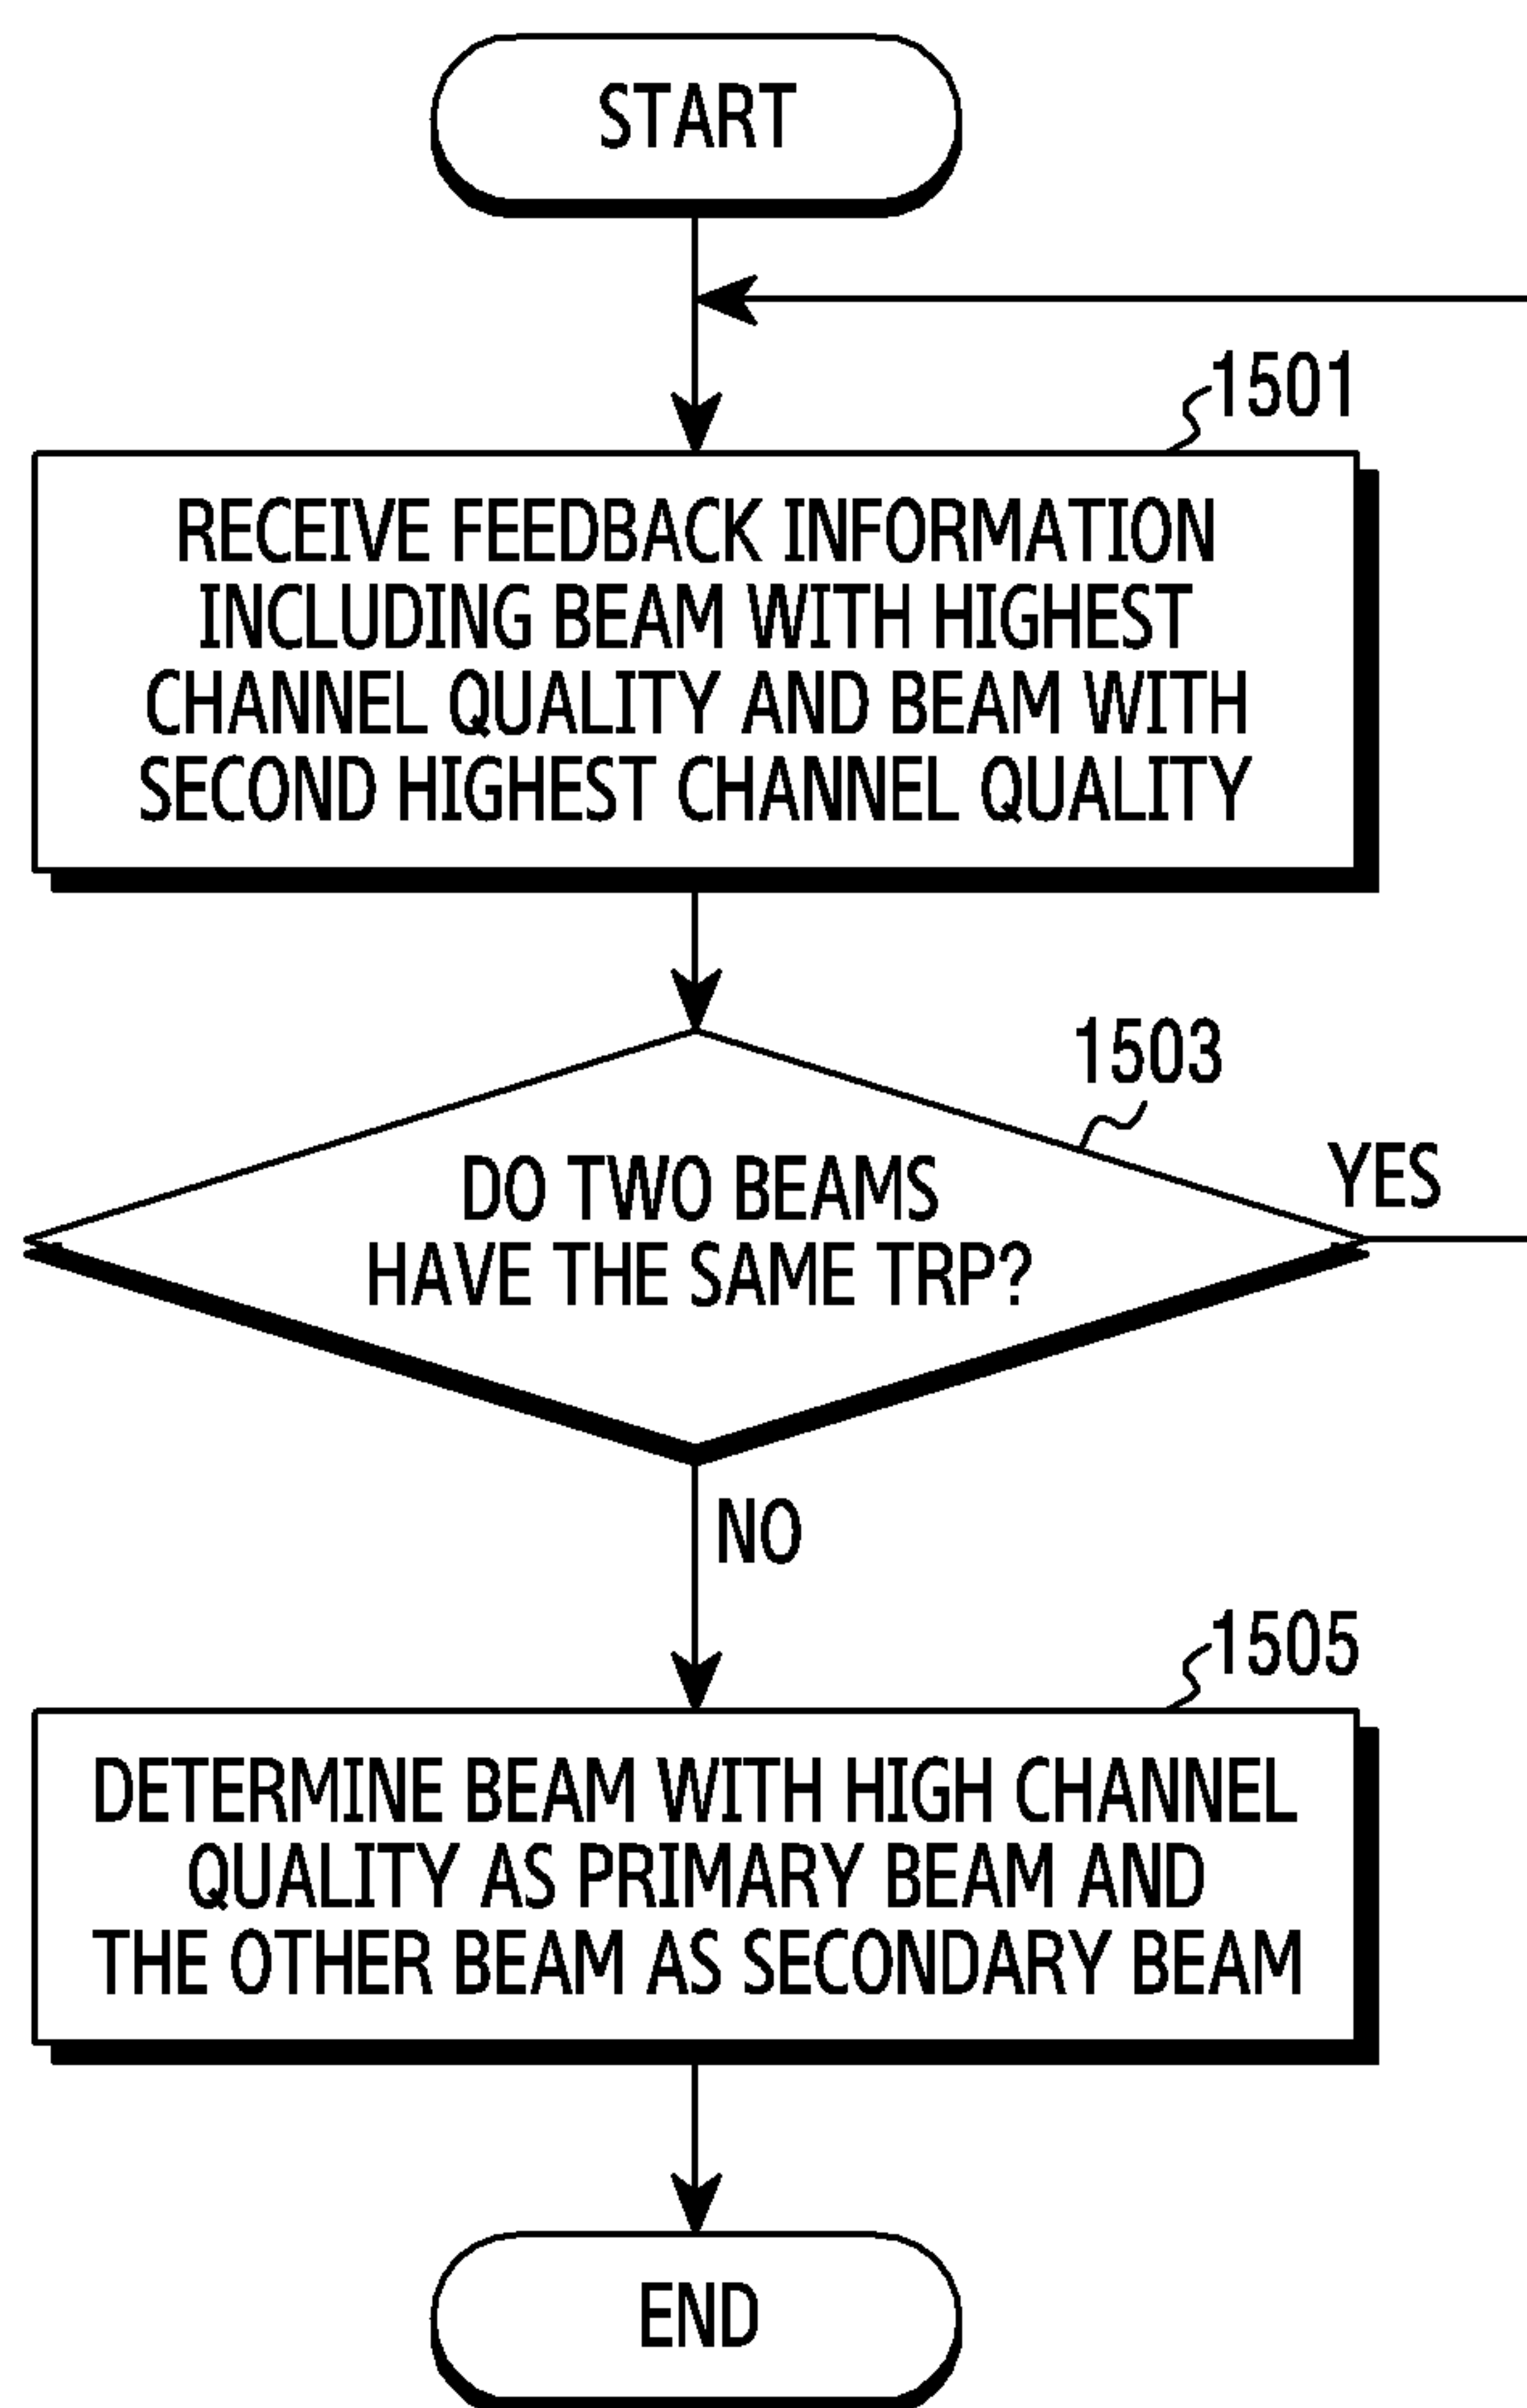 START
1501
RECEIVE FEEDBACK INFORMATION
INCLUDING BEAM WITH HIGHEST
CHANNEL QUALITY AND BEAM WITH
SECOND HIGHEST CHANNEL QUALITY
1503
YES
DO TWO BEAMS
HAVE THE SAME TRP?
NO
1505
DETERMINE BEAM WITH HIGH CHANNEL
QUALITY AS PRIMARY BEAM AND
THE OTHER BEAM AS SECONDARY BEAM
END